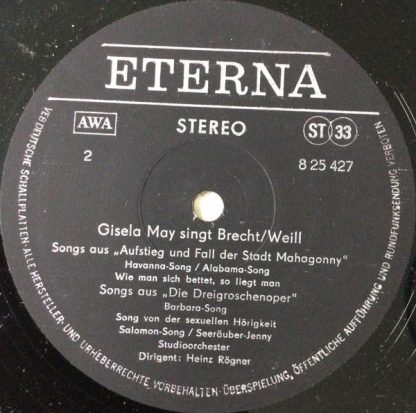 ETERNA
AWA
STEREO
ST 33
2
8 25 427
Gisela May singt Brecht/Weill
Songs aus „Aufstieg und Fall der Stadt Mahagonny"
Havanna-Song / Alabama-Song
Wie man sich bettet, so liegt man
Songs aus „Die Dreigroschenoper"
Barbara-Song
Song von der sexuellen Hörigkeit
Salomon-Song / Seeräuber-Jenny
Studioorchester
Dirigent: Heinz Rögner
VEB DEUTSCHE SCHALLPLATTEN · ALLE HERSTELLER- UND URHEBERRECHTE VORBEHALTEN · ÜBERSPIELUNG, ÖFFENTLICHE AUFFÜHRUNG UND RUNDFUNKSENDUNG VERBOTEN